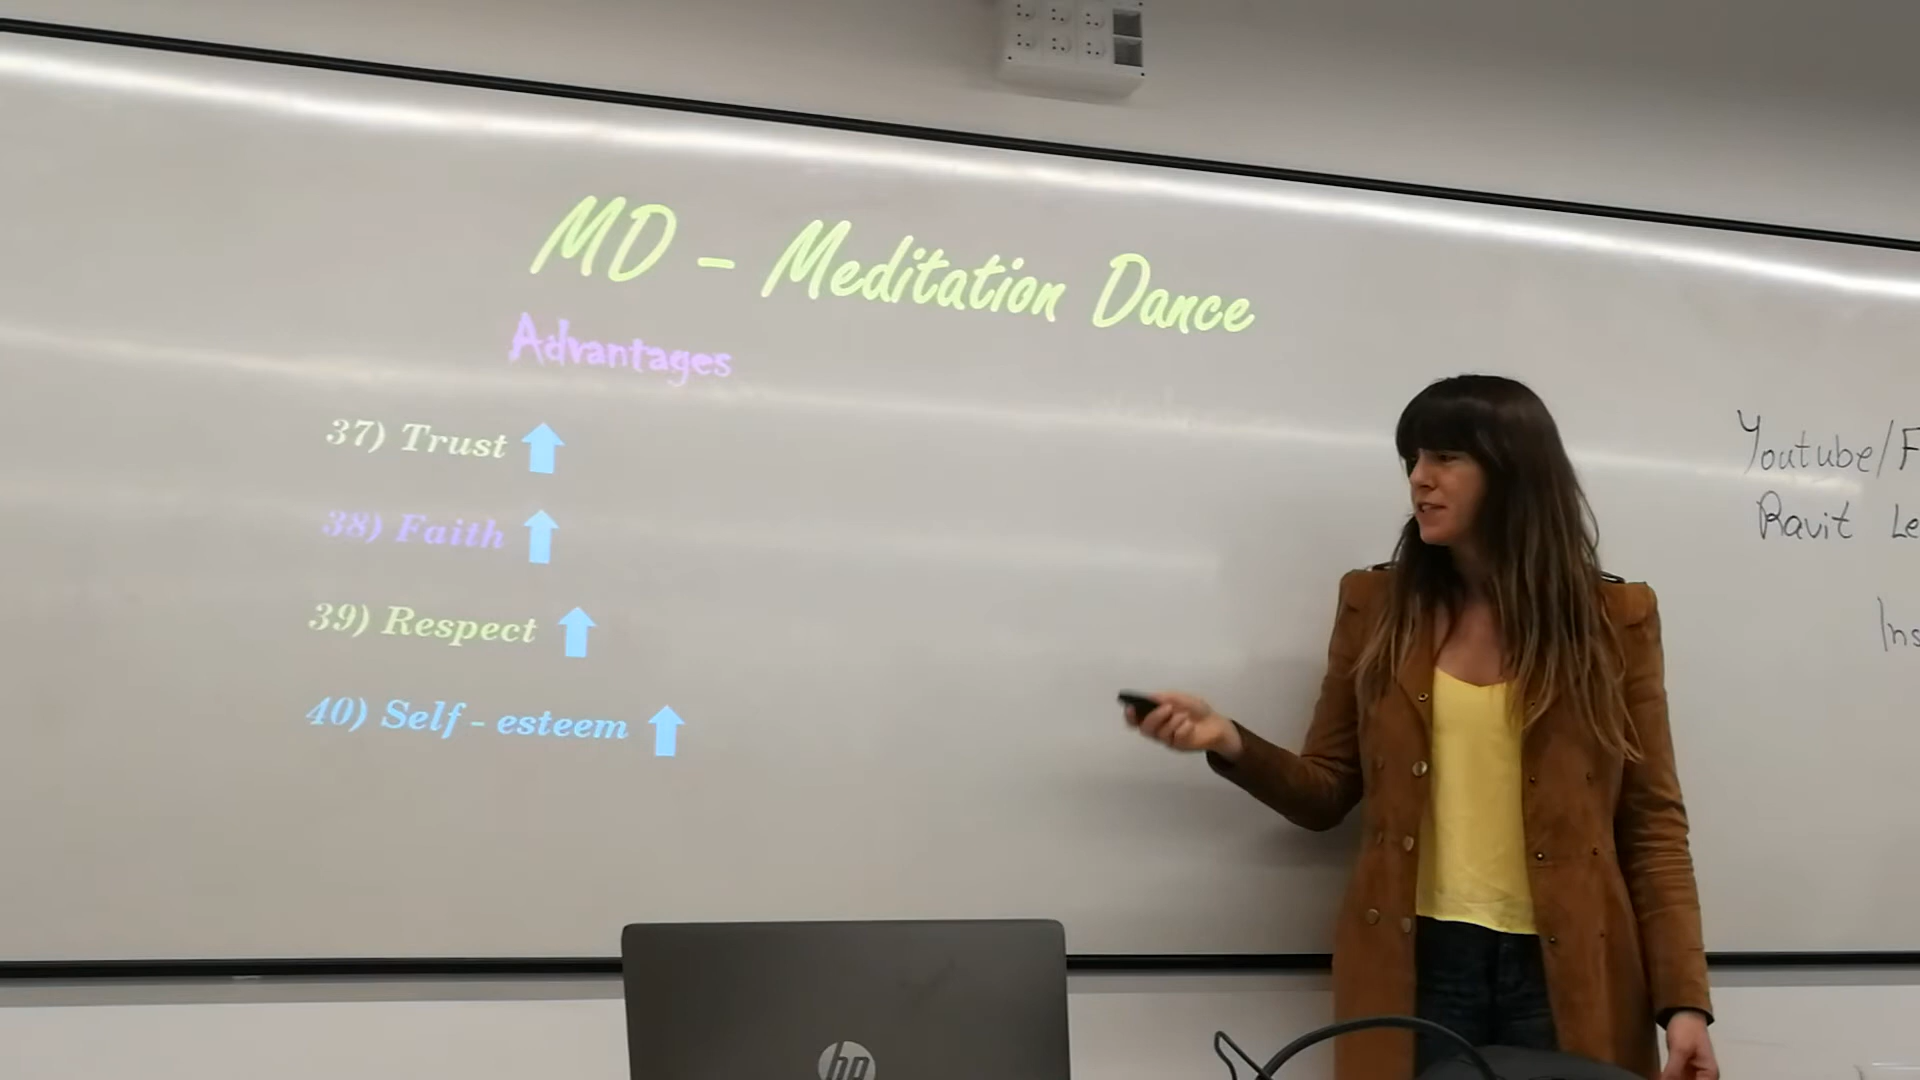 MD - Meditation Dance
Advantages
37) Trust
38) Faith
39) Respect
40) Self - esteem
Youtube/F
Ravit Le
Ins
hp